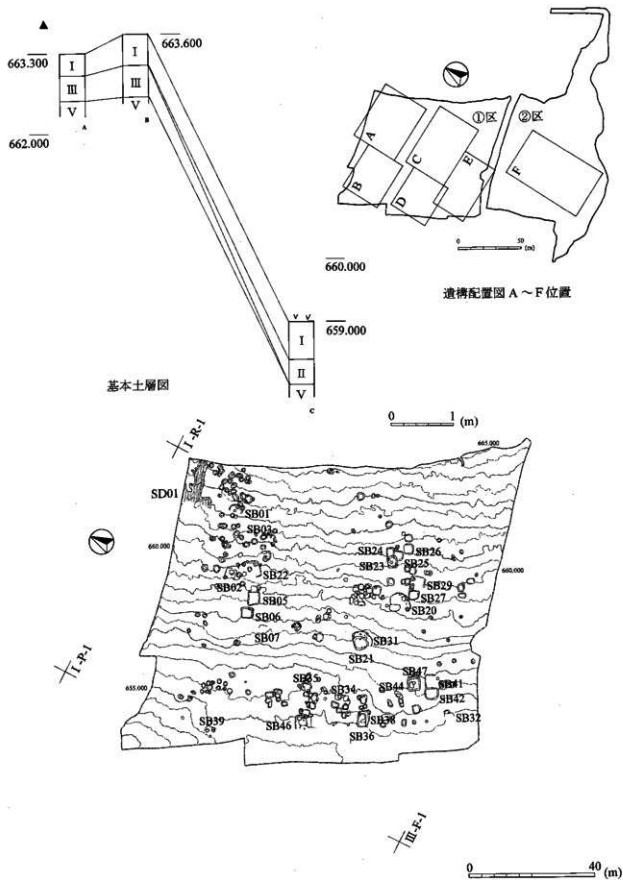 ▲
663.300
663.600
I
III
V
A
I
III
V
B
662.000
660.000
659.000
I
II
V
C
基本土層図
0 1 (m)
①区
②区
A
B
C
D
E
F
0 50
(m)
遺構配置図 A~F 位置
I-R-1
665.000
SD01
SB01
SB03
660.000
SB24
SB26
SB23
SB25
660.000
SB22
SB02
SB29
SB05
SB27
SB20
SB06
SB07
SB31
SB21
I-P-1
SB47
SB35
SB34
SB44
SB41
655.000
SB42
SB39
SB46
SB38
SB32
SB36
III-F-1
0 40
(m)